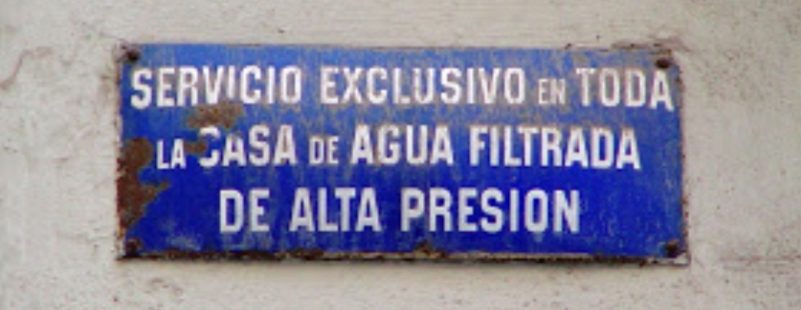 SERVICIO EXCLUSIVO EN TODA
LA CASA DE AGUA FILTRADA
DE ALTA PRESION